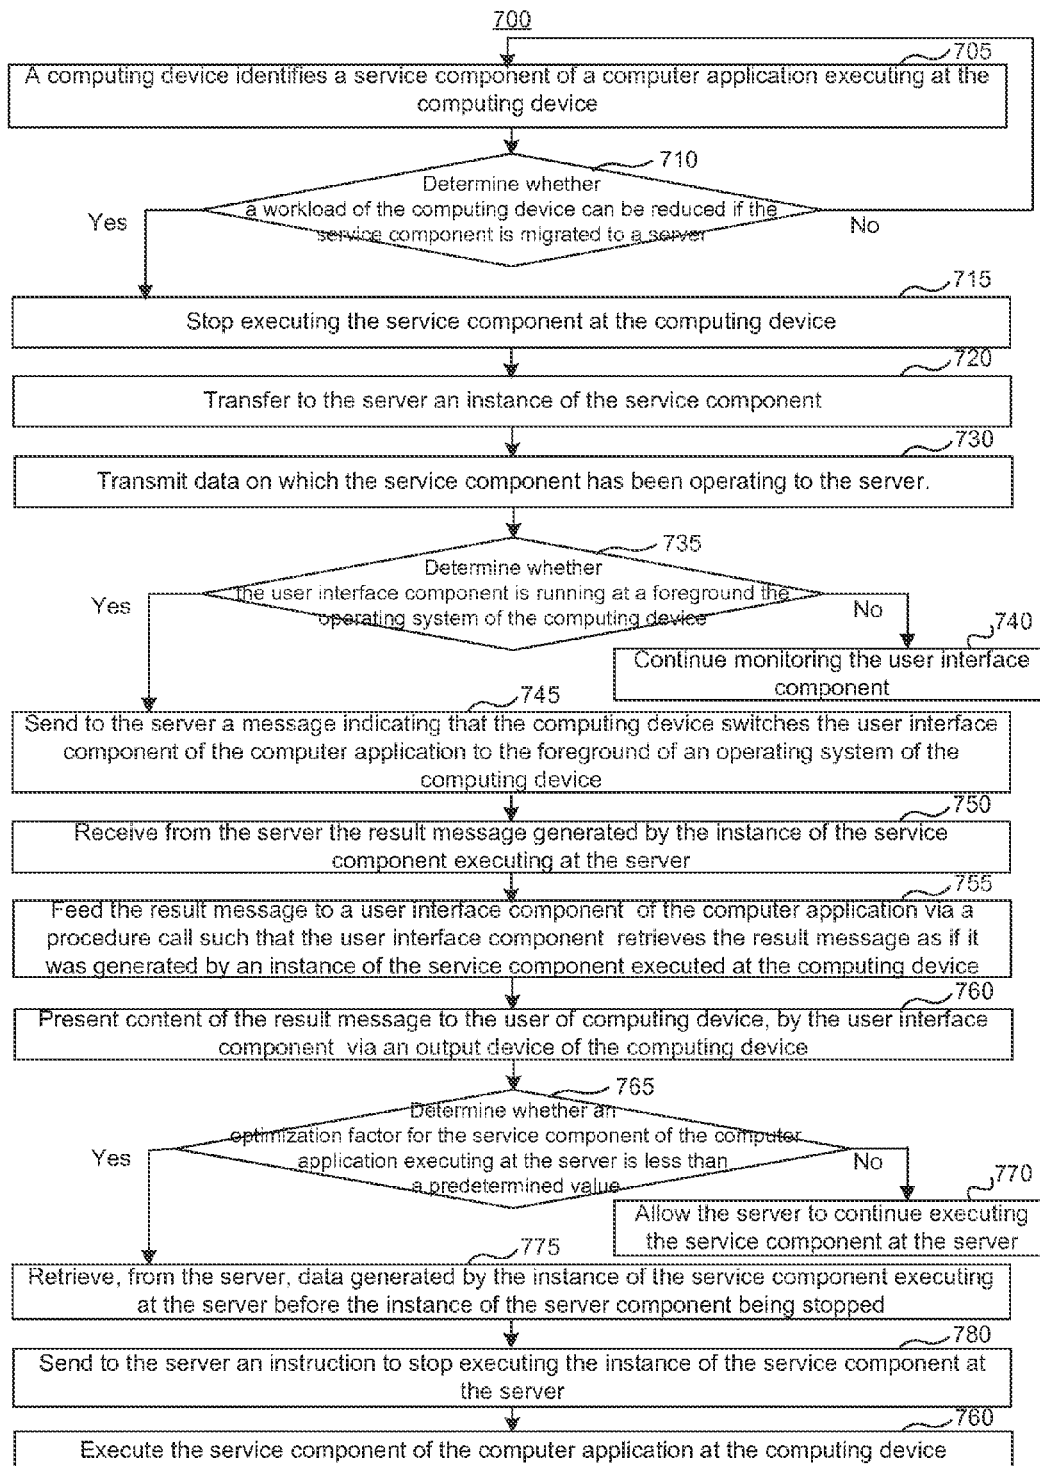 700
705
A computing device identifies a service component of a computer application executing at the
computing device
710
Determine whether
a workload of the computing device can be reduced if the
service component is migrated to a server
Yes
No
715
Stop executing the service component at the computing device
720
Transfer to the server an instance of the service component
730
Transmit data on which the service component has been operating to the server.
735
Determine whether
the user interface component is running at a foreground the
operating system of the computing device
Yes
No
740
Continue monitoring the user interface
component
745
Send to the server a message indicating that the computing device switches the user interface
component of the computer application to the foreground of an operating system of the
computing device
750
Receive from the server the result message generated by the instance of the service
component executing at the server
755
Feed the result message to a user interface component of the computer application via a
procedure call such that the user interface component retrieves the result message as if it
was generated by an instance of the service component executed at the computing device
760
Present content of the result message to the user of computing device, by the user interface
component via an output device of the computing device
765
Determine whether an
optimization factor for the service component of the computer
application executing at the server is less than
a predetermined value
Yes
No
770
Allow the server to continue executing
the service component at the server
775
Retrieve, from the server, data generated by the instance of the service component executing
at the server before the instance of the server component being stopped
780
Send to the server an instruction to stop executing the instance of the service component at
the server
760
Execute the service component of the computer application at the computing device